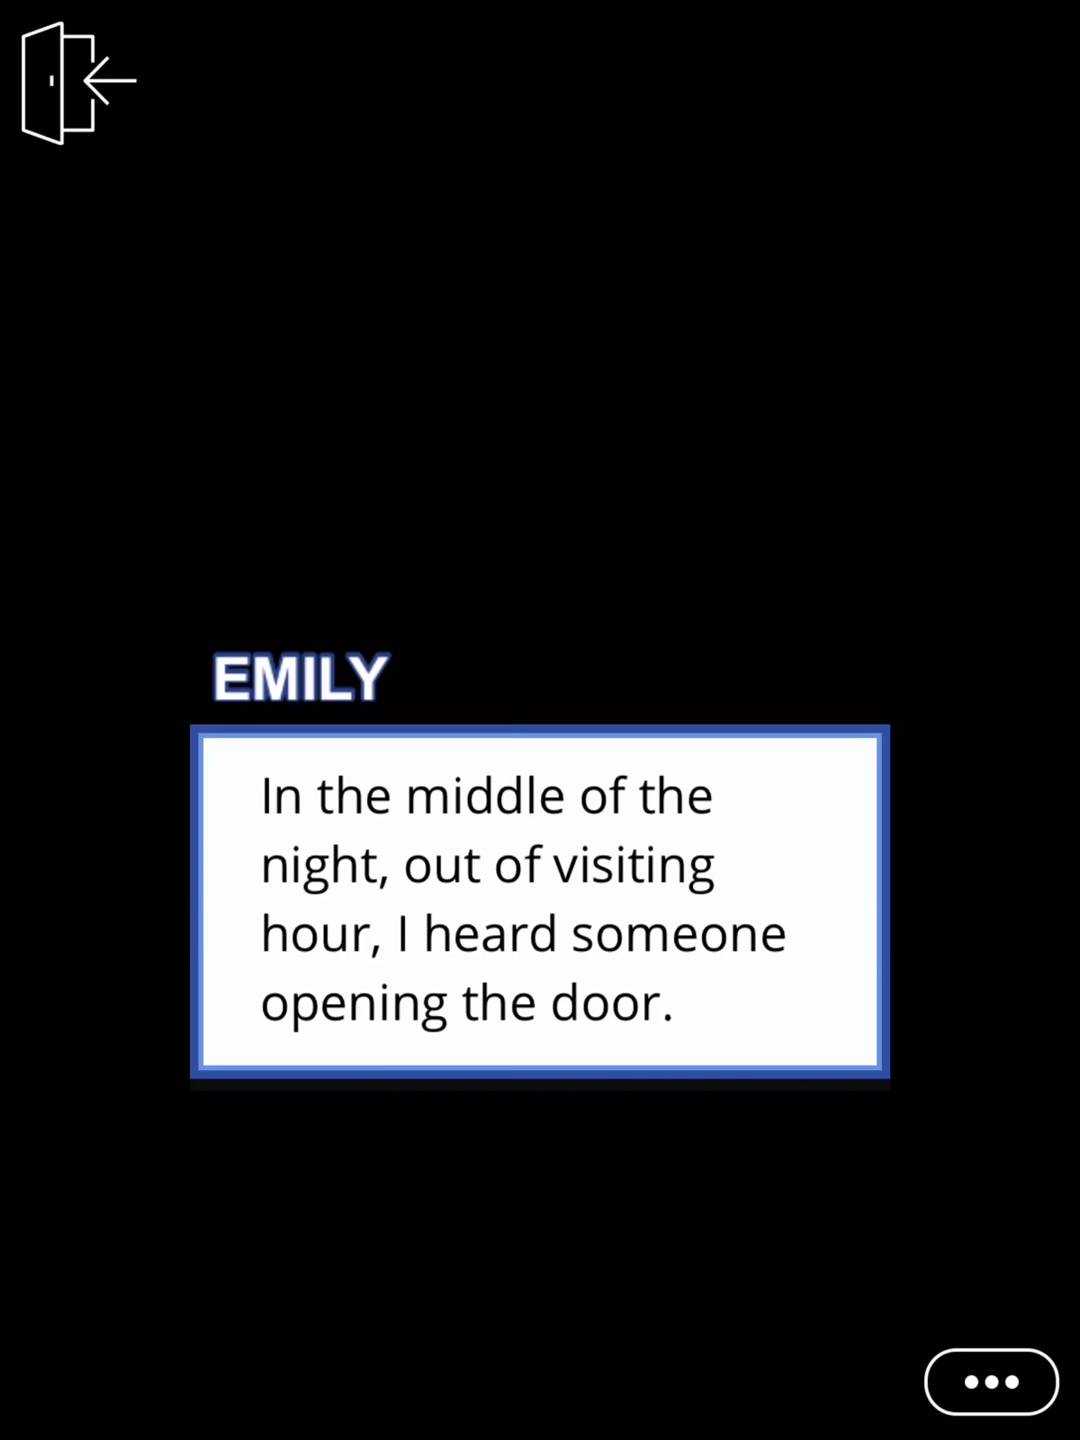 EMILY
In the middle of the
night, out of visiting
hour, I heard someone
opening the door.